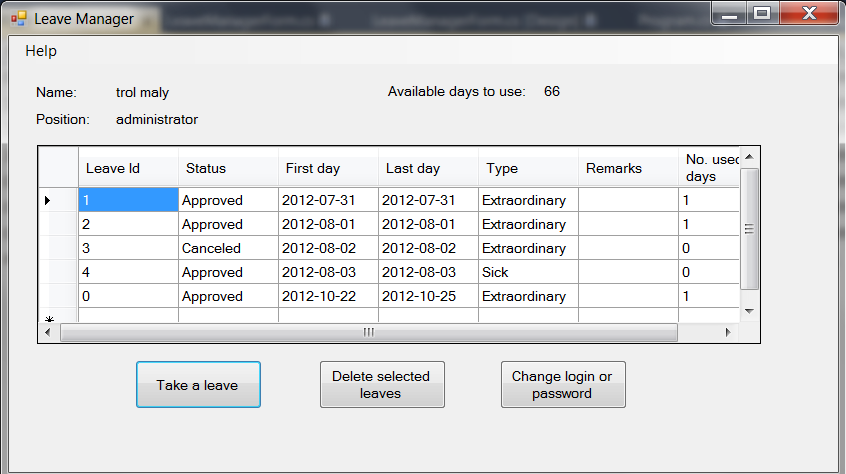 Leave Manager
Help
Name: trol maly Available days to use: 66
Position: administrator
Leave Id Status First day Last day Type Remarks No. used days
1 Approved 2012-07-31 2012-07-31 Extraordinary 1
2 Approved 2012-08-01 2012-08-01 Extraordinary 1
3 Canceled 2012-08-02 2012-08-02 Extraordinary 0
4 Approved 2012-08-03 2012-08-03 Sick 0
0 Approved 2012-10-22 2012-10-25 Extraordinary 1
Take a leave
Delete selected
leaves
Change login or
password